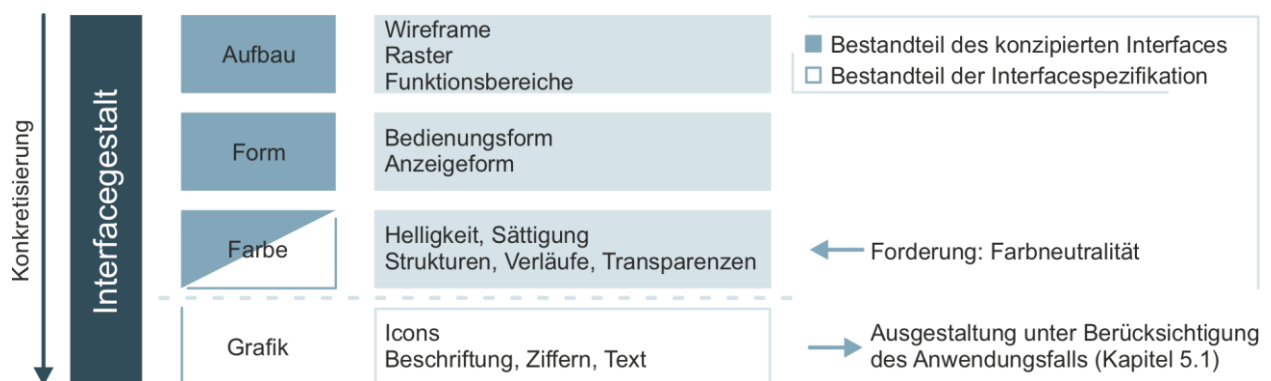 Konkretisierung
Interfacegestalt
Aufbau
Wireframe
Raster
Funktionsbereiche
Bestandteil des konzipierten Interfaces
Bestandteil der Interfacespezifikation
Form
Bedienungsform
Anzeigeform
Farbe
Helligkeit, Sättigung
Strukturen, Verläufe, Transparenzen
Forderung: Farbneutralität
Grafik
Icons
Beschriftung, Ziffern, Text
Ausgestaltung unter Berücksichtigung
des Anwendungsfalls (Kapitel 5.1)